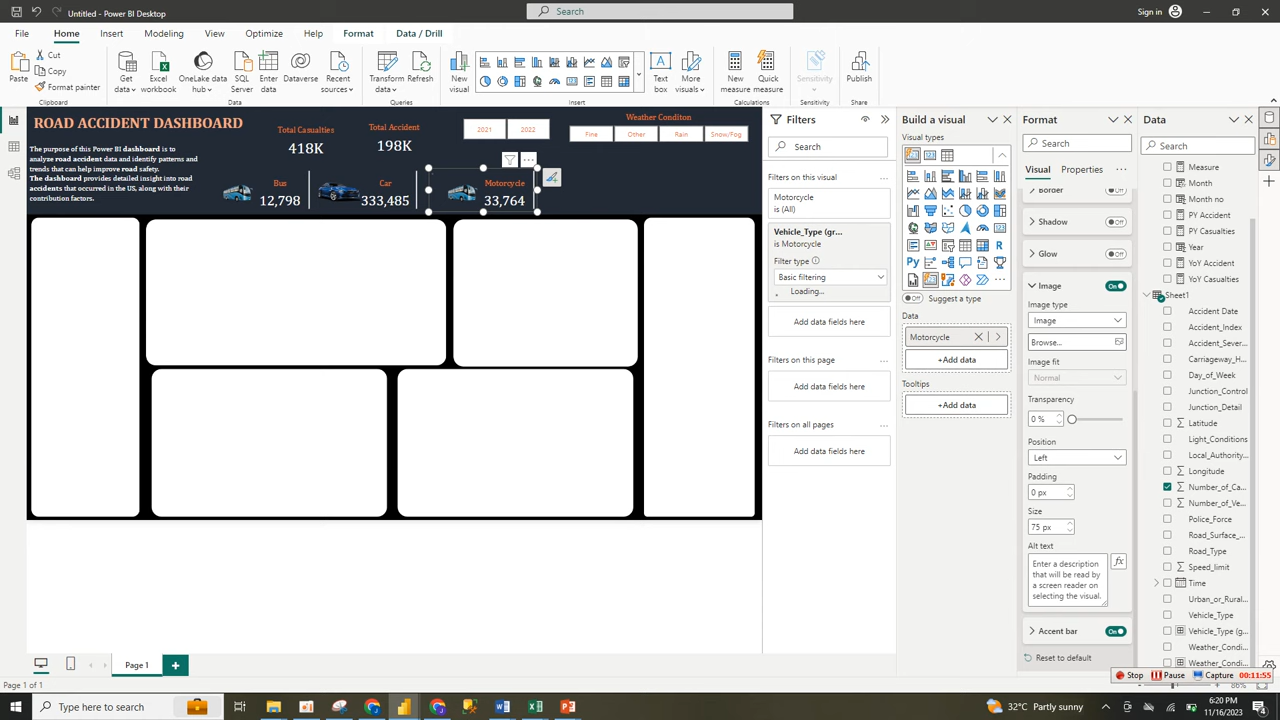 Untitled - Power BI Desktop
Search
Sign in
File
Home
Insert
Modeling
View
Optimize
Help
Format
Data / Drill
Paste
Cut
Copy
Format painter
Clipboard
Get data
Excel workbook
OneLake data hub
SQL Server
Enter data
Dataverse
Recent sources
Data
Transform data
Refresh
Queries
New visual
Text box
More visuals
Insert
New measure
Quick measure
Calculations
Sensitivity
Sensitivity
Publish
Share
ROAD ACCIDENT DASHBOARD
The purpose of this Power BI dashboard is to
analyze road accident data and identify patterns and
trends that can help improve road safety.
The dashboard provides detailed insight into road
accidents that occurred in the US, along with their
contribution factors.
Total Casualties
418K
Total Accident
198K
2021
2022
Weather Conditon
Fine
Other
Rain
Snow/Fog
Bus
12,798
Car
333,485
Motorcycle
33,764
Filters
Search
Filters on this visual
Motorcycle
is (All)
Vehicle_Type (gr...
is Motorcycle
Filter type
Basic filtering
Loading...
Add data fields here
Filters on this page
Add data fields here
Filters on all pages
Add data fields here
Build a visual
Visual types
Suggest a type
Data
Motorcycle
+Add data
Tooltips
+Add data
Format
Search
Visual
Properties
Border
Off
Shadow
Off
Glow
Off
Image
On
Image type
Image
Browse...
Image fit
Normal
Transparency
0 %
Position
Left
Padding
0 px
Size
75 px
Alt text
Enter a description
that will be read by
a screen reader on
selecting the visual.
Accent bar
On
Reset to default
Data
Search
Measure
Month
Month no
PY Accident
PY Casualties
Year
YoY Accident
YoY Casualties
Sheet1
Accident Date
Accident_Index
Accident_Sever...
Carriageway_H...
Day_of_Week
Junction_Control
Junction_Detail
Latitude
Light_Conditions
Local_Authority...
Longitude
Number_of_Ca...
Number_of_Ve...
Police_Force
Road_Surface_...
Road_Type
Speed_limit
Time
Urban_or_Rural...
Vehicle_Type
Vehicle_Type (g...
Weather_Condi...
Weather_Condi...
Page 1
Page 1 of 1
Stop
Pause
Capture
00:11:55
86%
Type here to search
32°C Partly sunny
6:20 PM
11/16/2023